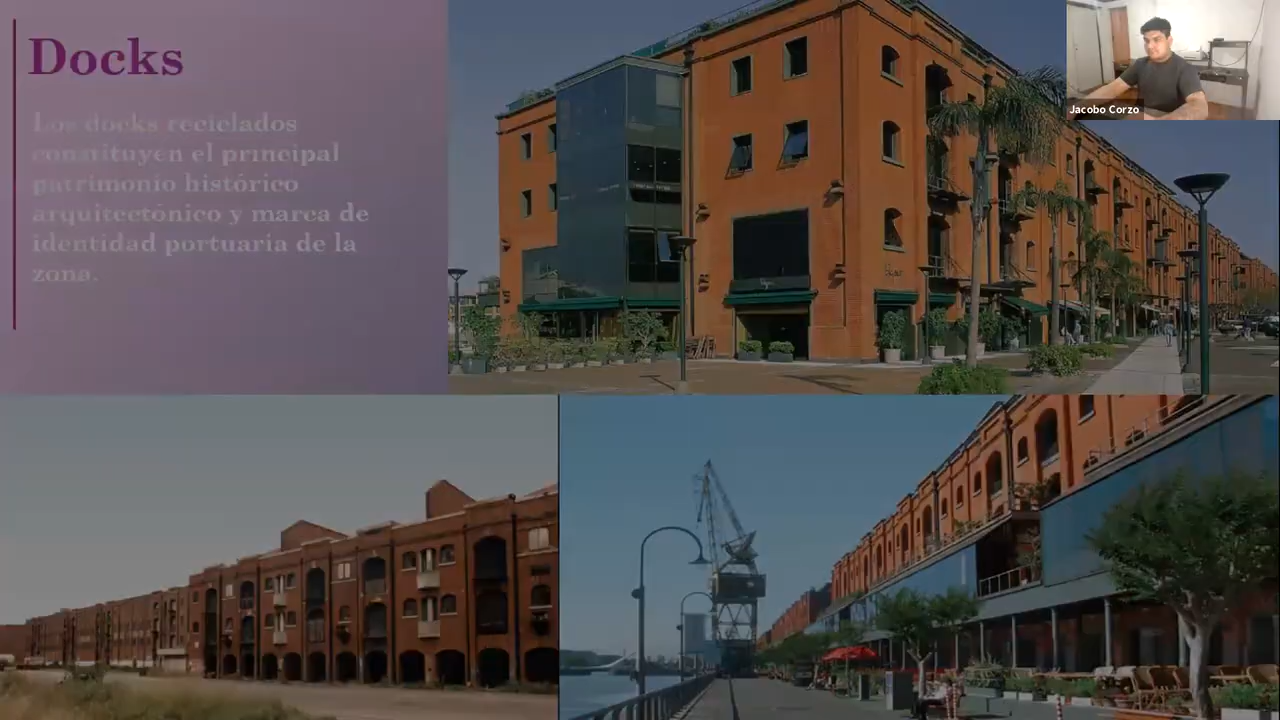 Docks
Los docks reciclados
constituyen el principal
patrimonio histórico
arquitectónico y marca de
identidad portuaria de la
zona.
Jacobo Corzo